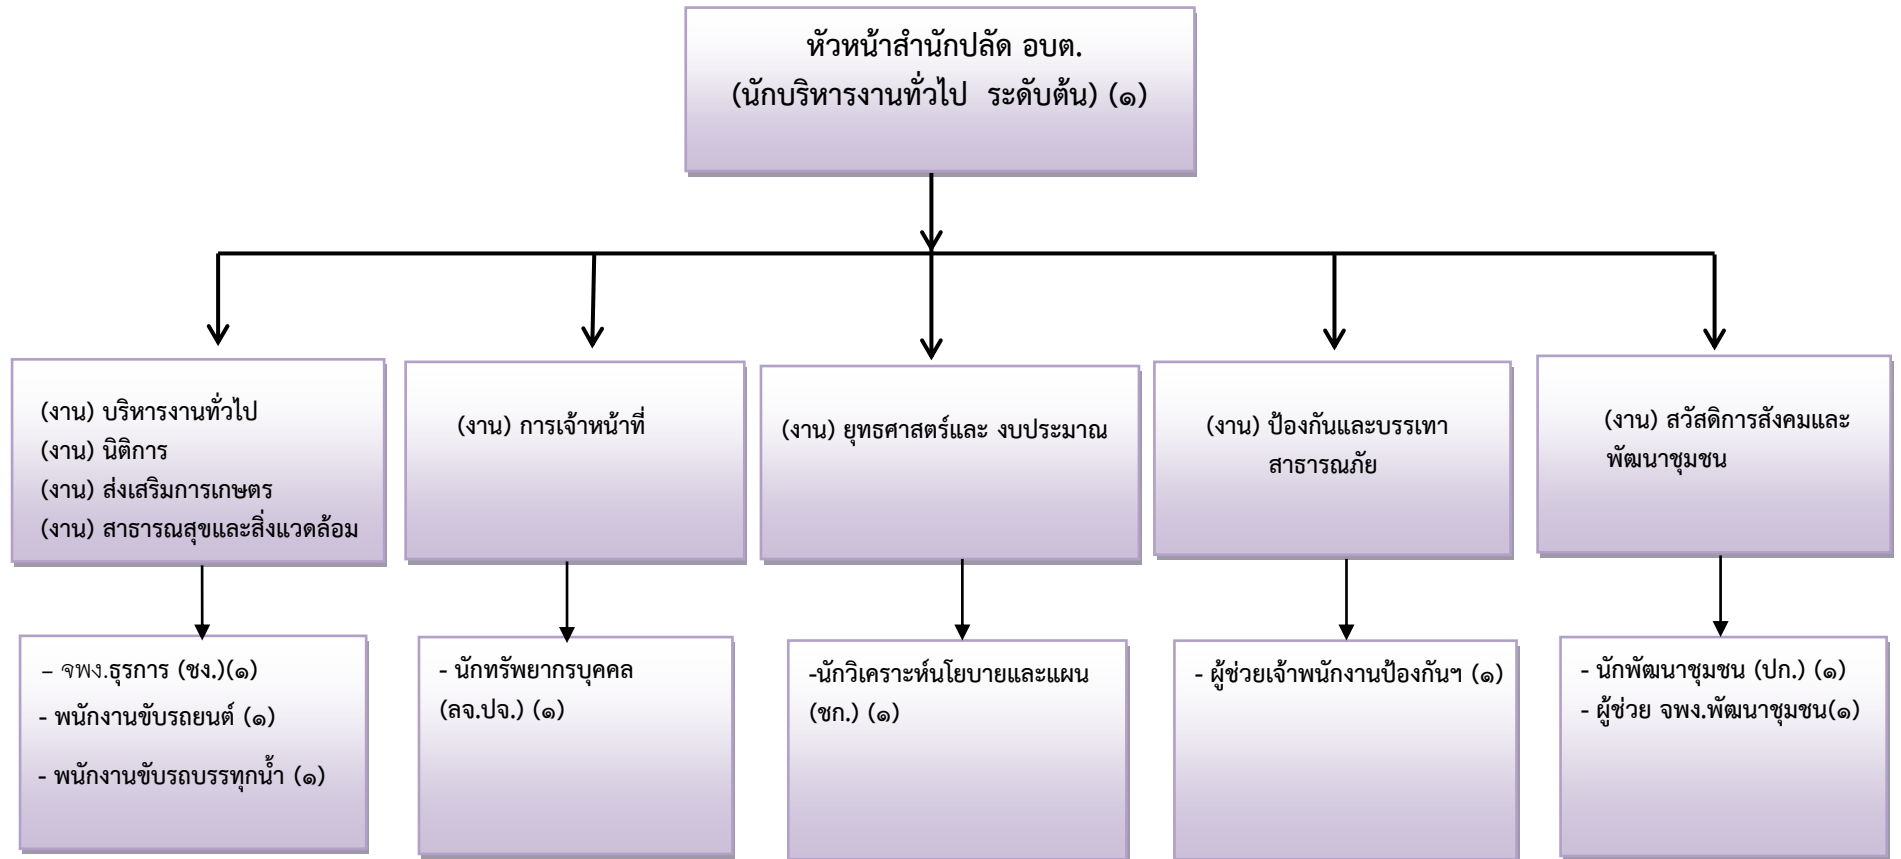 หัวหน้าสำนักปลัด อบต.
(นักบริหารงานทั่วไป ระดับต้น) (๑)
(งาน) บริหารงานทั่วไป
(งาน) นิติการ
(งาน) ส่งเสริมการเกษตร
(งาน) สาธารณสุขและสิ่งแวดล้อม
(งาน) การเจ้าหน้าที่
(งาน) ยุทธศาสตร์และ งบประมาณ
(งาน) ป้องกันและบรรเทา
สาธารณภัย
(งาน) สวัสดิการสังคมและ
พัฒนาชุมชน
– จพง.ธุรการ (ชง.)(๑)
- พนักงานขับรถยนต์ (๑)
- พนักงานขับรถบรรทุกน้ำ (๑)
- นักทรัพยากรบุคคล
(ลจ.ปจ.) (๑)
-นักวิเคราะห์นโยบายและแผน
(ชก.) (๑)
- ผู้ช่วยเจ้าพนักงานป้องกันฯ (๑)
- นักพัฒนาชุมชน (ปก.) (๑)
- ผู้ช่วย จพง.พัฒนาชุมชน(๑)